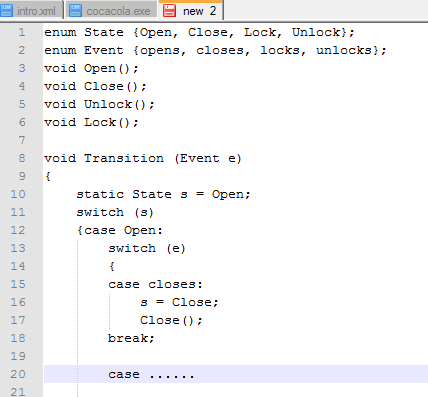 intro.xml cocacola.exe new 2
1 enum State {Open, Close, Lock, Unlock};
2 enum Event {opens, closes, locks, unlocks};
3 void Open();
4 void Close();
5 void Unlock();
6 void Lock();
7
8 void Transition (Event e)
9 {
10 static State s = Open;
11 switch (s)
12 {case Open:
13 switch (e)
14 {
15 case closes:
16 s = Close;
17 Close();
18 break;
19
20 case ......
21